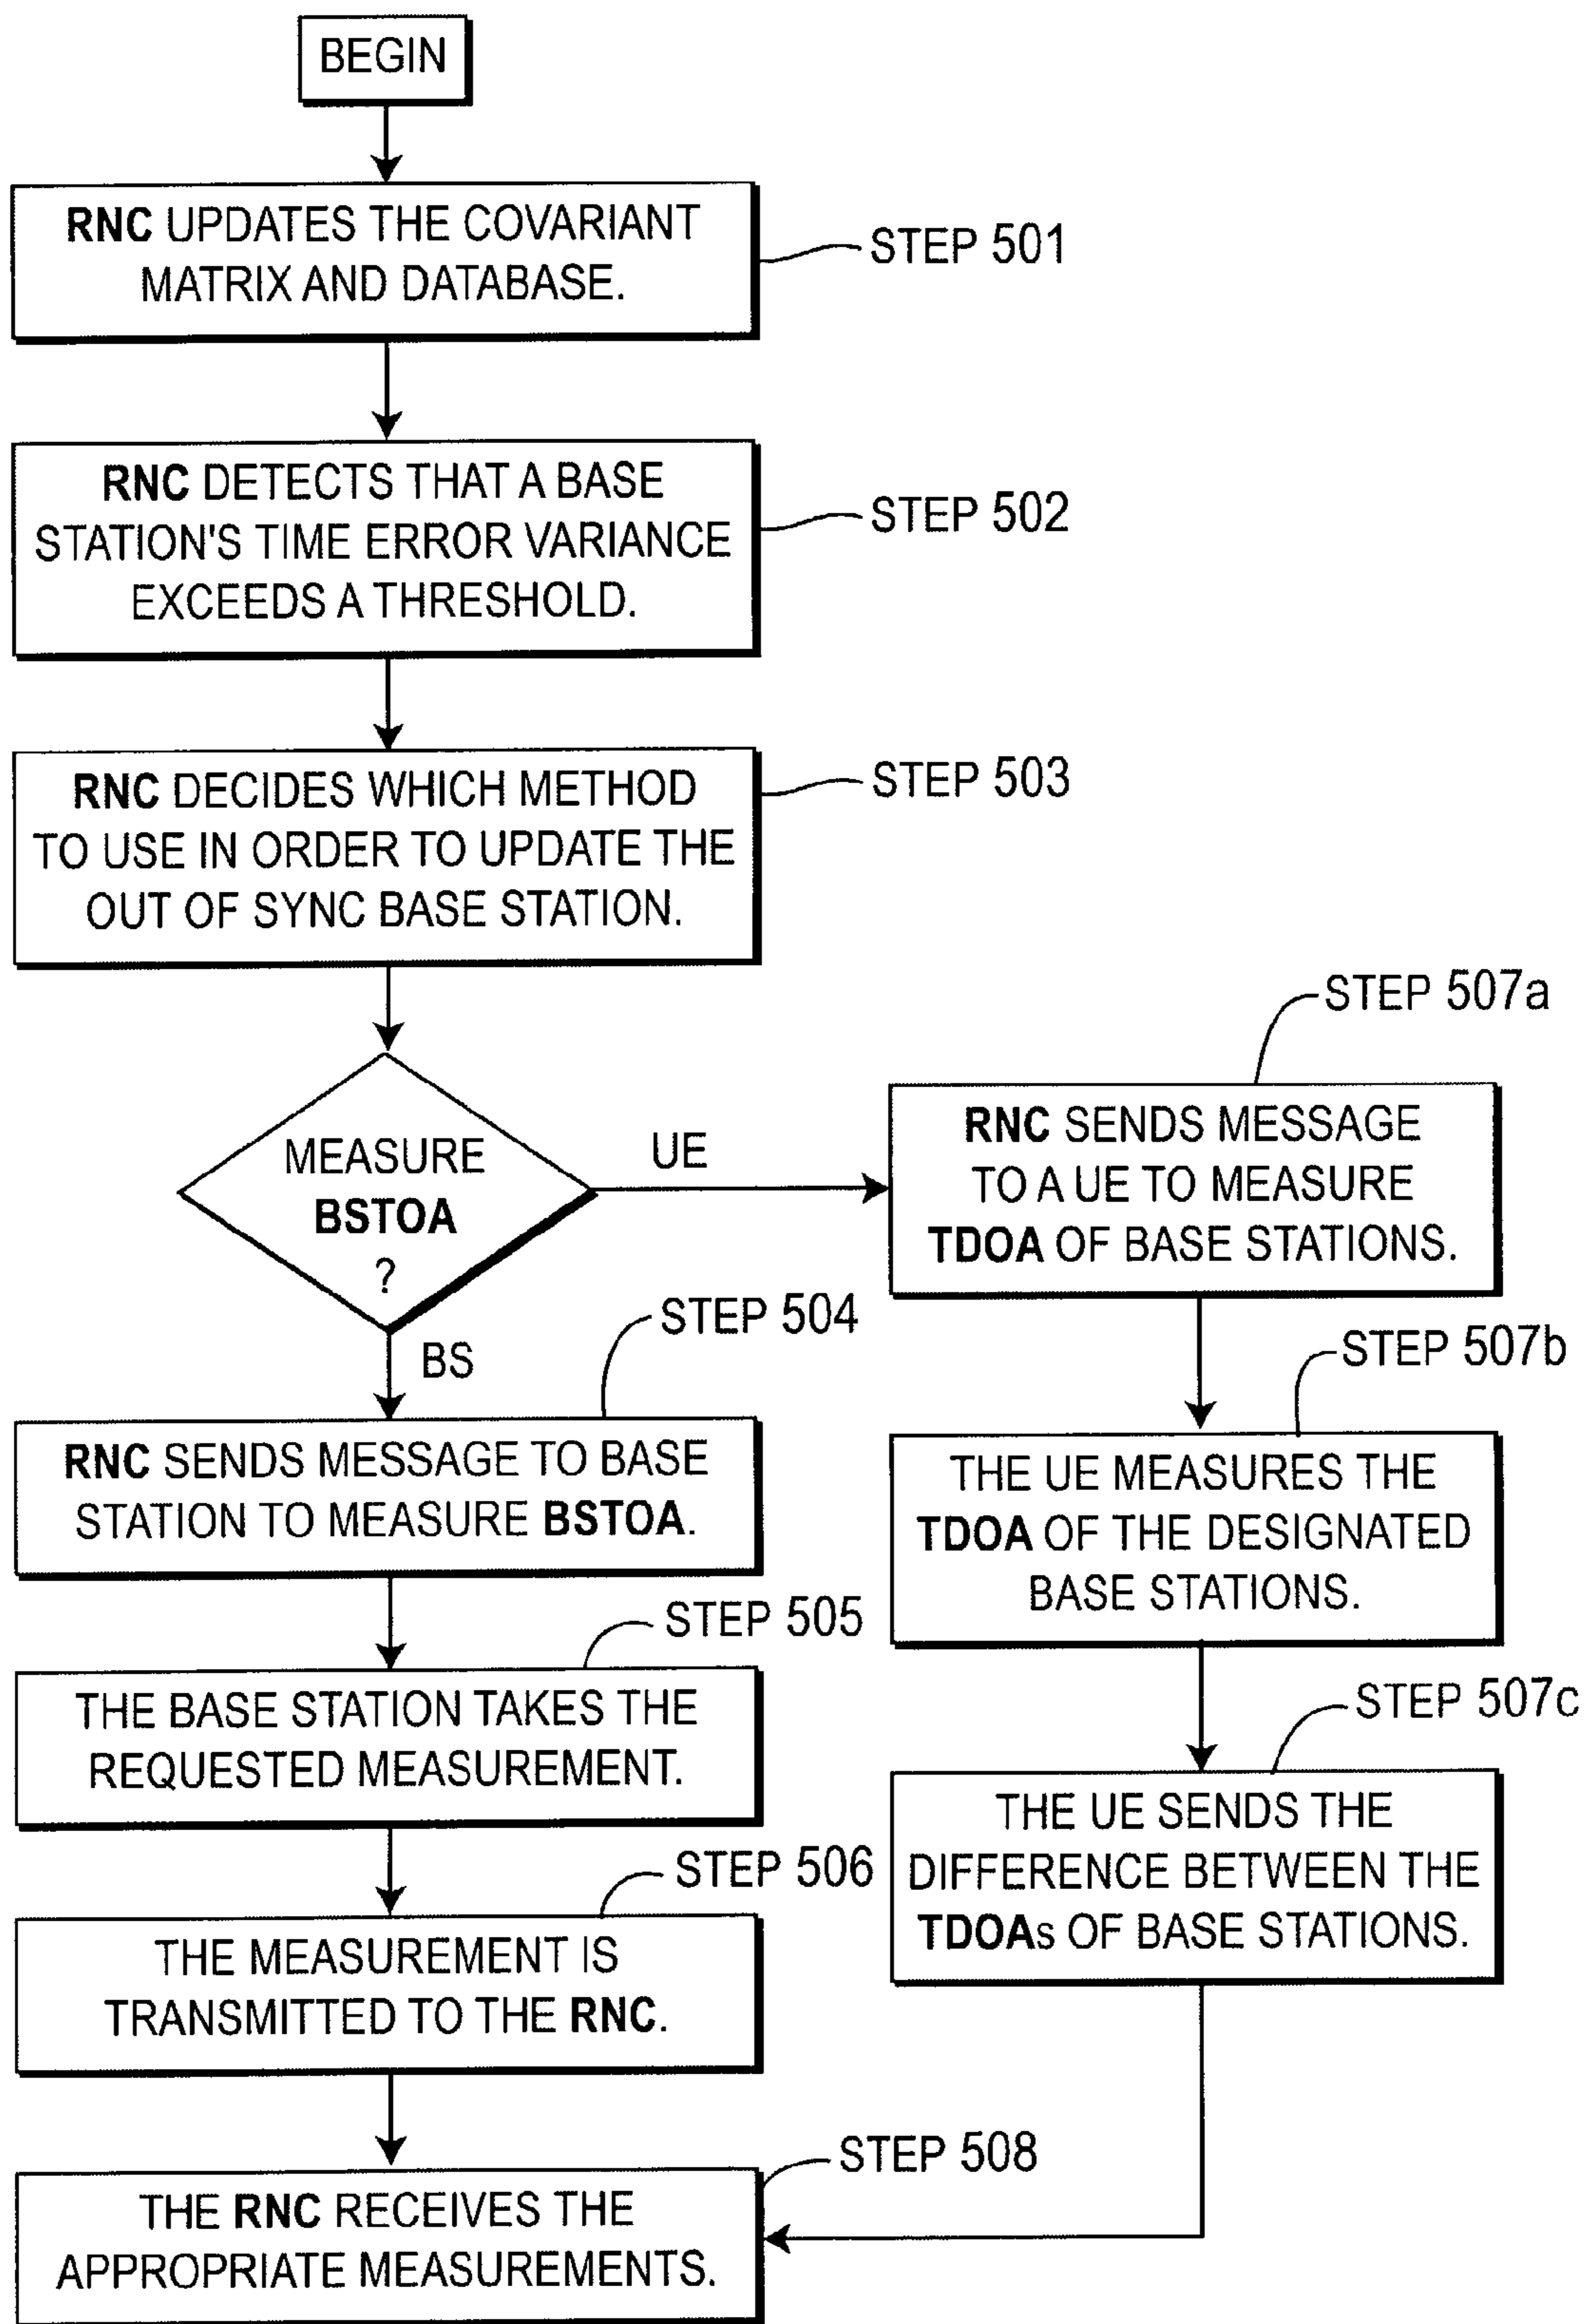 BEGIN
RNC UPDATES THE COVARIANT
MATRIX AND DATABASE.
STEP 501
RNC DETECTS THAT A BASE
STATION'S TIME ERROR VARIANCE
EXCEEDS A THRESHOLD.
STEP 502
RNC DECIDES WHICH METHOD
TO USE IN ORDER TO UPDATE THE
OUT OF SYNC BASE STATION.
STEP 503
MEASURE
BSTOA
?
UE
BS
STEP 504
RNC SENDS MESSAGE TO BASE
STATION TO MEASURE BSTOA.
STEP 505
THE BASE STATION TAKES THE
REQUESTED MEASUREMENT.
STEP 506
THE MEASUREMENT IS
TRANSMITTED TO THE RNC.
STEP 507a
RNC SENDS MESSAGE
TO A UE TO MEASURE
TDOA OF BASE STATIONS.
STEP 507b
THE UE MEASURES THE
TDOA OF THE DESIGNATED
BASE STATIONS.
STEP 507c
THE UE SENDS THE
DIFFERENCE BETWEEN THE
TDOAs OF BASE STATIONS.
STEP 508
THE RNC RECEIVES THE
APPROPRIATE MEASUREMENTS.